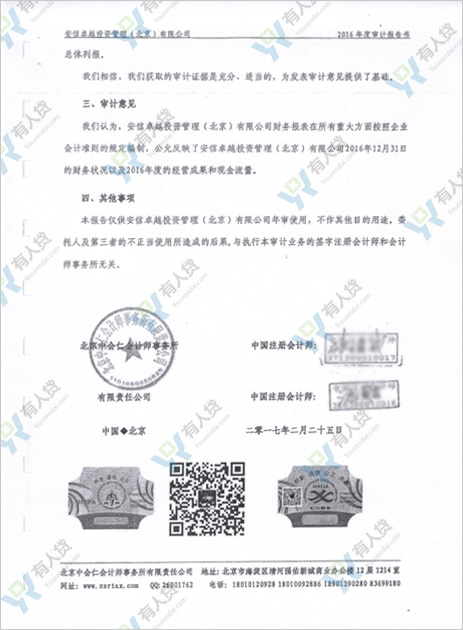 安信卓越投资管理（北京）有限公司 2016年度审计报告书
总体列报。
我们相信，我们获取的审计证据是充分、适当的，为发表审计意见提供了基础。
三、审计意见
我们认为，安信卓越投资管理（北京）有限公司财务报表在所有重大方面按照企业
会计准则的规定编制，公允反映了安信卓越投资管理（北京）有限公司2016年12月31日
的财务状况以及2016年度的经营成果和现金流量。
四、其他事项
本报告仅供安信卓越投资管理（北京）有限公司年审使用，不作其他目的用途。委
托人及第三者的不正当使用所造成的后果，与执行本审计业务的签字注册会计师和会计
师事务所无关。
北京中会仁会计师事务所 中国注册会计师：
有限责任公司 中国注册会计师：
中国◆北京 二〇一七年二月二十五日
北京中会仁会计师事务所有限责任公司 地址：北京市海淀区清河强佑新城商业办公楼 12 层 1214 室
网址：www.zsrtax.com QQ:26001762 电话：18010120928 18010092886 18901390280 83699180
有人贷
Yourendai.com